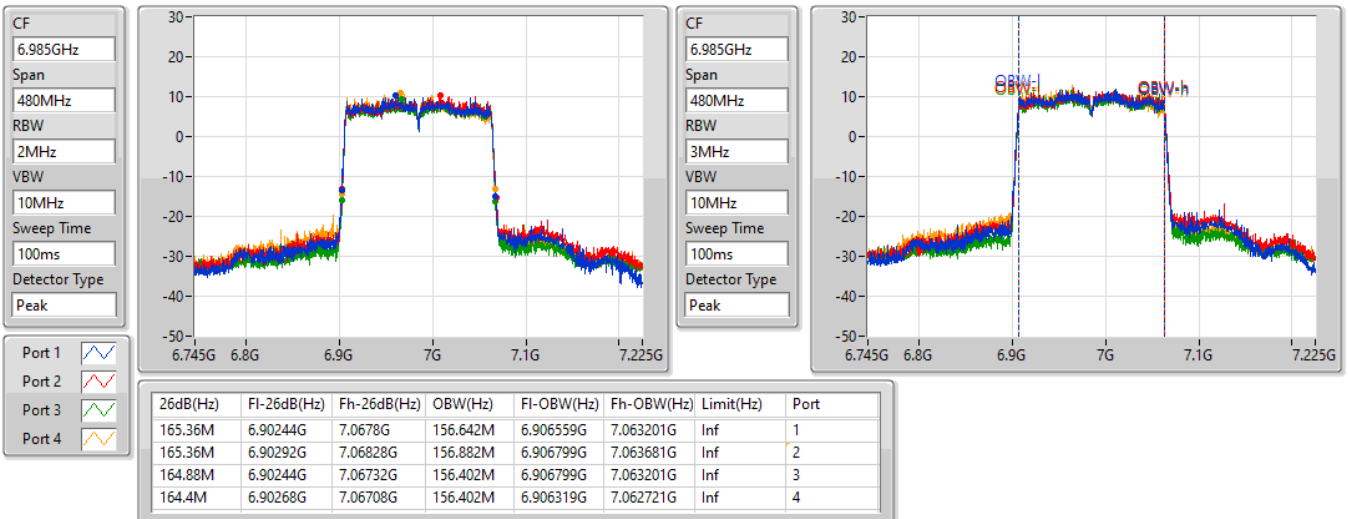 CF
6.985GHz
Span
480MHz
RBW
2MHz
VBW
10MHz
Sweep Time
100ms
Detector Type
Peak
30
20
10
0
-10
-20
-30
-40
-50
6.745G 6.8G 6.9G 7G 7.1G 7.225G
CF
6.985GHz
Span
480MHz
RBW
3MHz
VBW
10MHz
Sweep Time
100ms
Detector Type
Peak
30
20
10
0
-10
-20
-30
-40
-50
OBW-l
OBW-h
6.745G 6.8G 6.9G 7G 7.1G 7.225G
Port 1
Port 2
Port 3
Port 4
26dB(Hz) Fl-26dB(Hz) Fh-26dB(Hz) OBW(Hz) Fl-OBW(Hz) Fh-OBW(Hz) Limit(Hz) Port
165.36M 6.90244G 7.0678G 156.642M 6.906559G 7.063201G Inf 1
165.36M 6.90292G 7.06828G 156.882M 6.906799G 7.063681G Inf 2
164.88M 6.90244G 7.06732G 156.402M 6.906799G 7.063201G Inf 3
164.4M 6.90268G 7.06708G 156.402M 6.906319G 7.062721G Inf 4